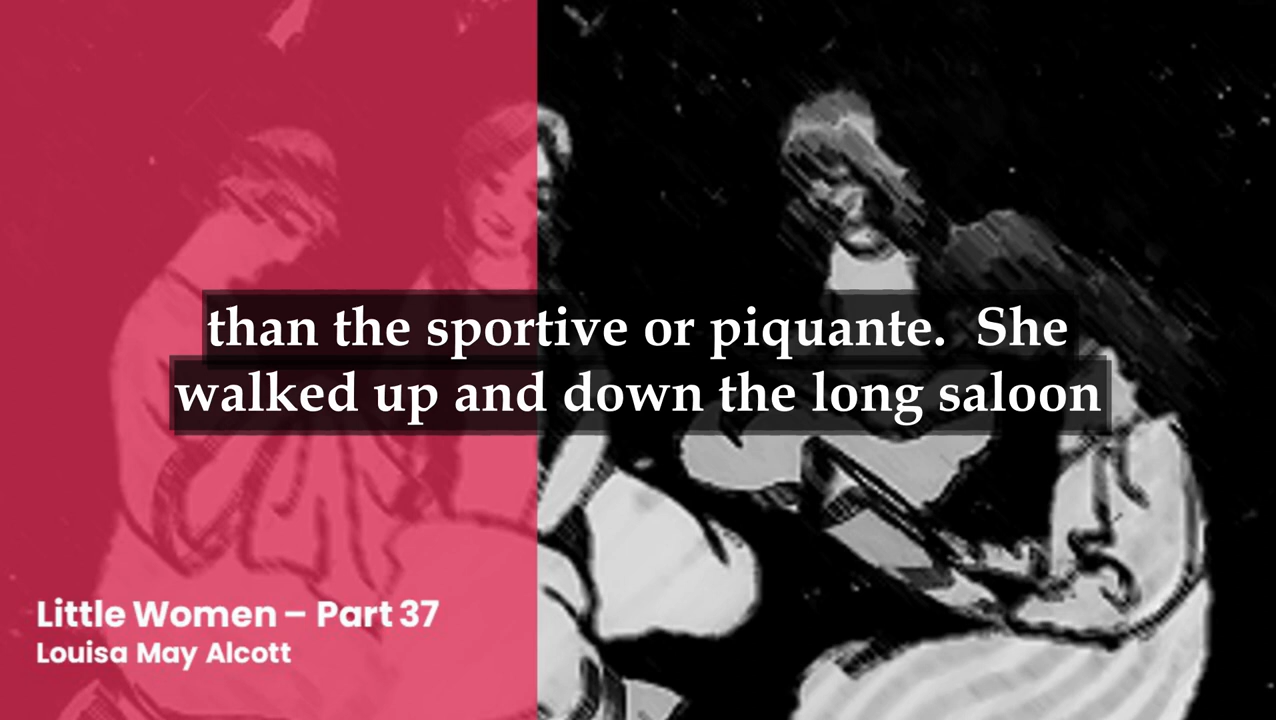 than the sportive or piquante.  She
walked up and down the long saloon
Little Women – Part 37
Louisa May Alcott